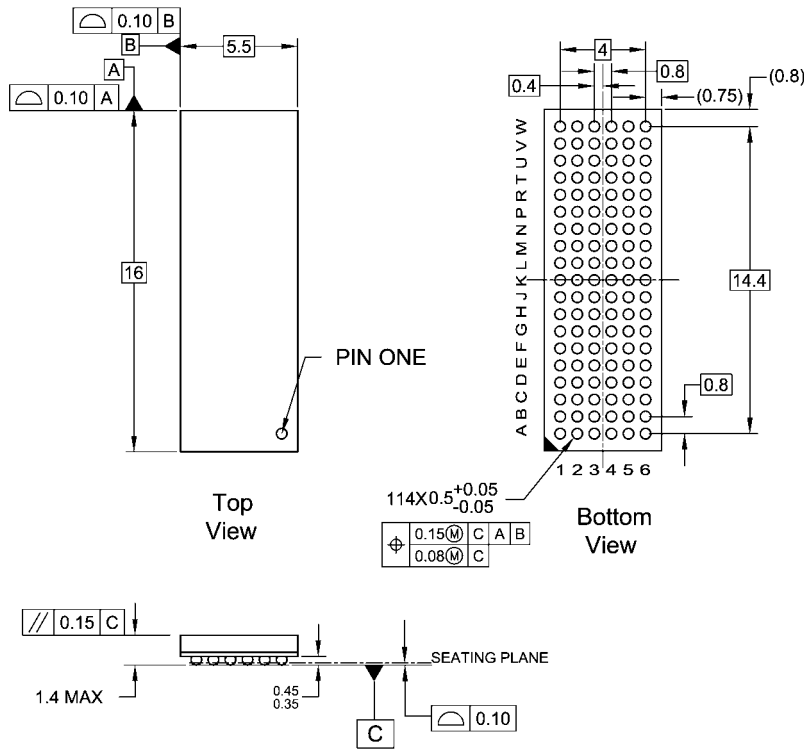 0.10 B
B
5.5
A
0.10 A
16
PIN ONE
Top
View
4
0.8
0.4
(0.75)
(0.8)
W
V
U
T
R
P
N
M
L
K
J
H
G
F
E
D
C
B
A
14.4
0.8
1 2 3 4 5 6
114X0.5 +0.05
-0.05
⌖ 0.15Ⓜ C A B
0.08Ⓜ C
Bottom
View
// 0.15 C
1.4 MAX
0.45
0.35
SEATING PLANE
C
0.10